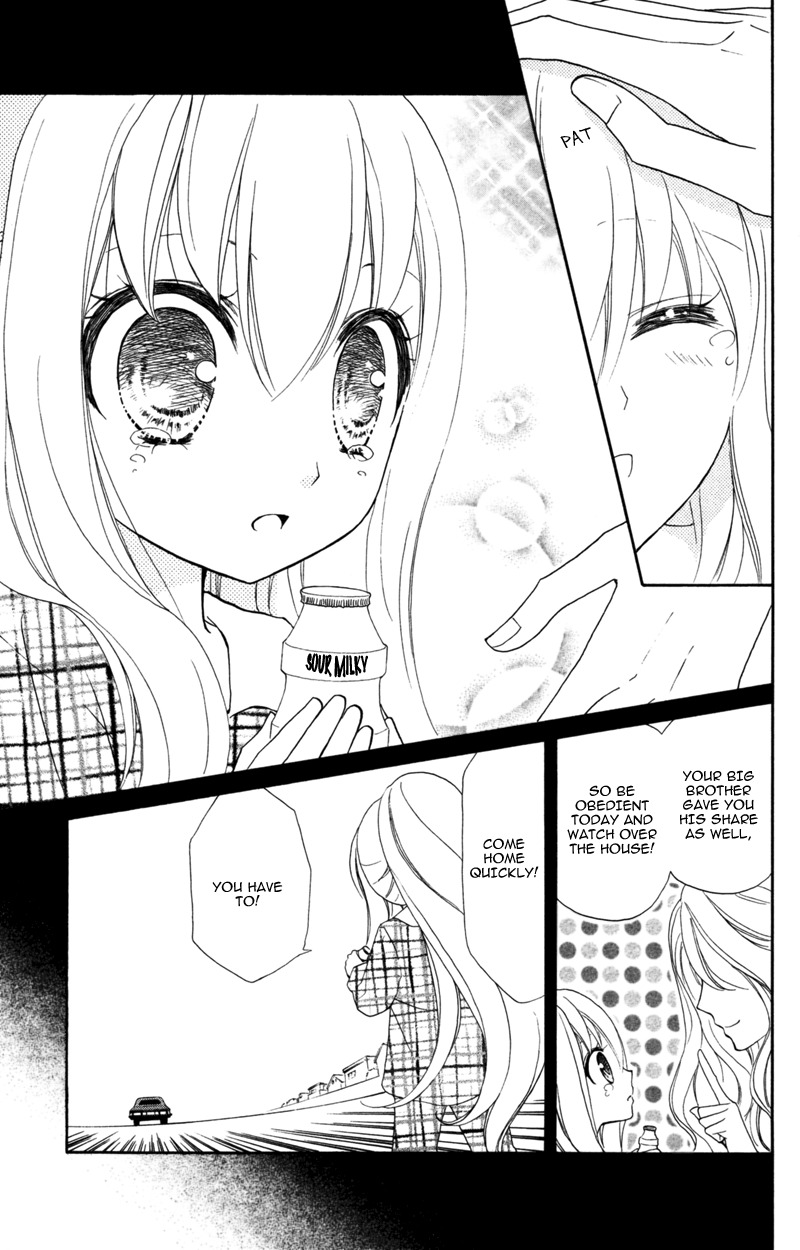 PAT
SOUR MILKY
YOUR BIG
BROTHER
GAVE YOU
HIS SHARE
AS WELL,
SO BE
OBEDIENT
TODAY AND
WATCH OVER
THE HOUSE!
COME
HOME
QUICKLY!
YOU HAVE
TO!